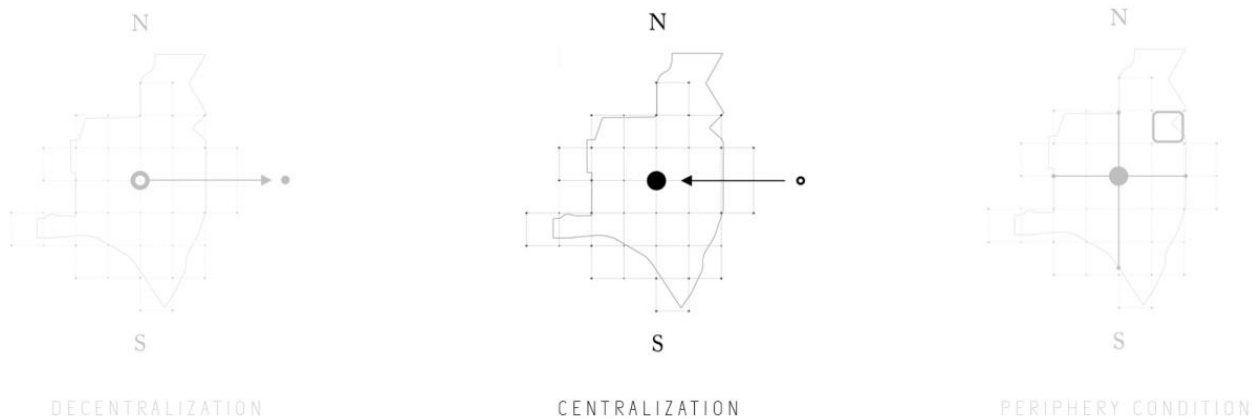 N
S
DECENTRALIZATION
N
S
CENTRALIZATION
N
S
PERIPHERY CONDITION